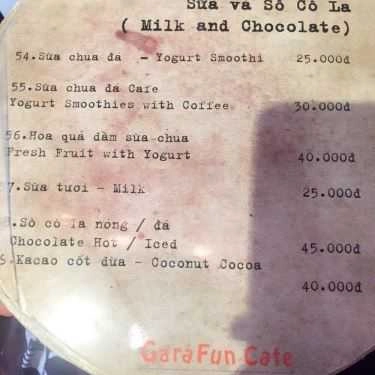 Sữa và Sô Cô La
( Milk and Chocolate)
54.Sữa chua đá - Yogurt Smoothi 25.000đ
55.Sữa chua đá Cafe
Yogurt Smoothies with Coffee 30.000đ
56.Hoa quả dầm sữa chua
Fresh Fruit with Yogurt 40.000đ
7.Sữa tươi - Milk 25.000đ
.Sô cô la nóng / đá
Chocolate Hot / Iced 45.000đ
.Kacao cốt dừa - Coconut Cocoa
40.000đ
GaraFun Cafe